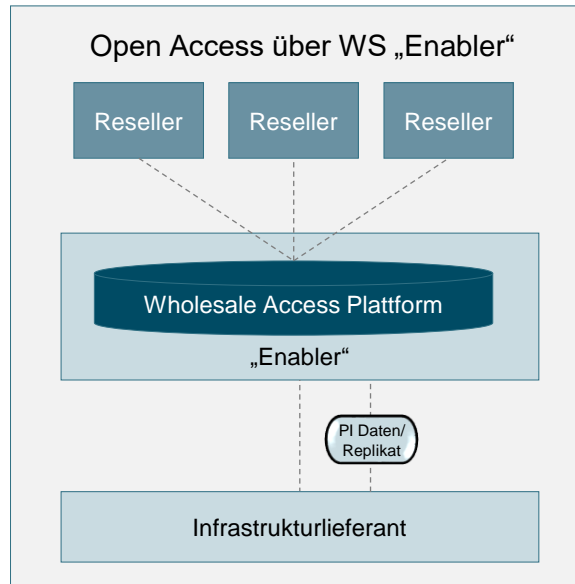 Open Access über WS „Enabler“
Reseller Reseller Reseller
Wholesale Access Plattform
„Enabler“
PI Daten/
Replikat
Infrastrukturlieferant